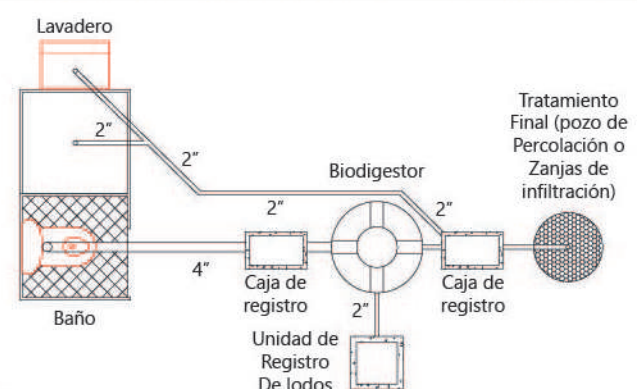 Lavadero
2"
2"
2"
Biodigestor
2"
Tratamiento
Final (pozo de
Percolación o
Zanjas de
infiltración)
4"
Caja de
registro
2"
Caja de
registro
Baño
Unidad de
Registro
De lodos